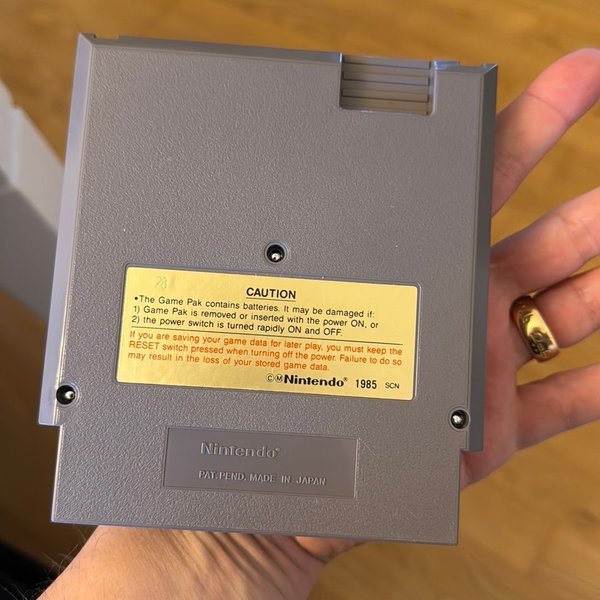 28
CAUTION
•The Game Pak contains batteries. It may be damaged if:
1) Game Pak is removed or inserted with the power ON, or
2) the power switch is turned rapidly ON and OFF.
If you are saving your game data for later play, you must keep the
RESET switch pressed when turning off the power. Failure to do so
may result in the loss of your stored game data.
©Ⓜ Nintendo® 1985 SCN
Nintendo®
PAT.PEND. MADE IN JAPAN